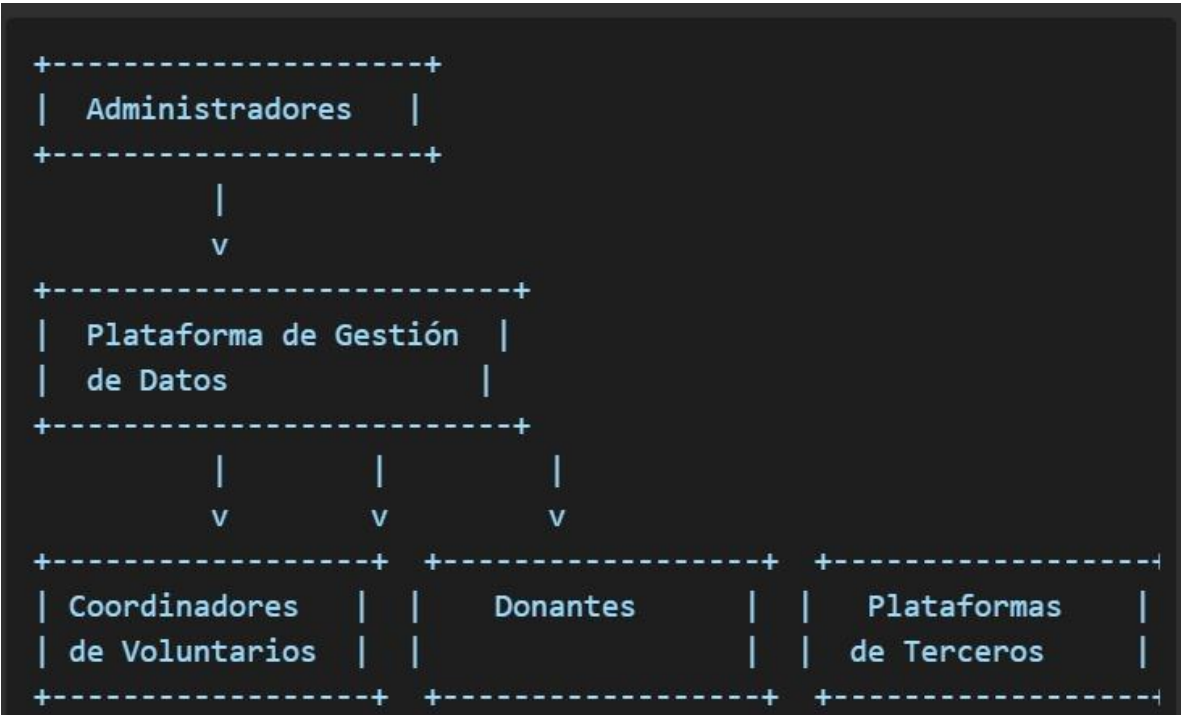 +---------------------+
|  Administradores   |
+---------------------+
          |
          v
+--------------------------+
|  Plataforma de Gestión  |
|  de Datos              |
+--------------------------+
          |        |         |
          v        v         v
+------------------+  +------------------+  +------------------+
| Coordinadores   |  |    Donantes      |  |   Plataformas    |
| de Voluntarios  |  |                  |  |  de Terceros     |
+------------------+  +------------------+  +------------------+